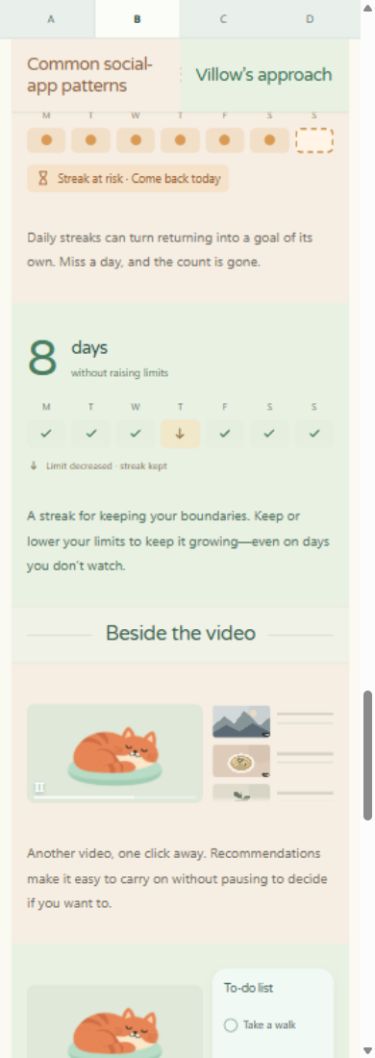 A B C D
Common social-
app patterns
Villow's approach
M T W T F S S
Streak at risk · Come back today
Daily streaks can turn returning into a goal of its
own. Miss a day, and the count is gone.
8 days
without raising limits
M T W T F S S
Limit decreased · streak kept
A streak for keeping your boundaries. Keep or
lower your limits to keep it growing—even on days
you don't watch.
Beside the video
Another video, one click away. Recommendations
make it easy to carry on without pausing to decide
if you want to.
To-do list
Take a walk